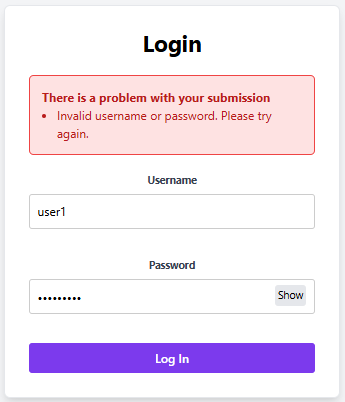 Login
There is a problem with your submission
• Invalid username or password. Please try
again.
Username
user1
Password
•••••••••
Show
Log In